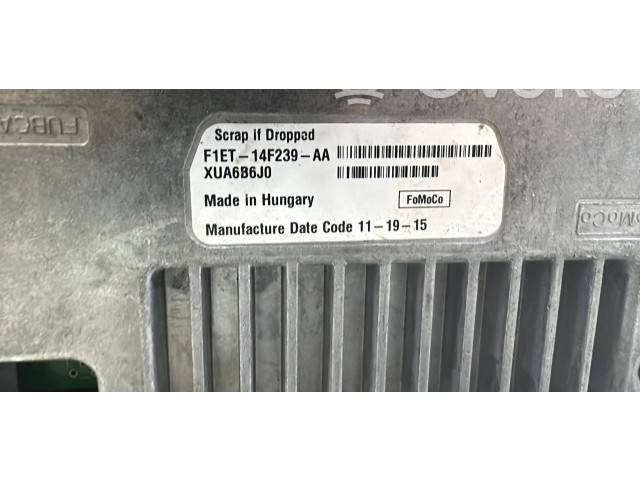 Scrap if Dropped
F1ET-14F239-AA
XUA6B6J0
Made in Hungary FoMoCo
Manufacture Date Code 11-19-15